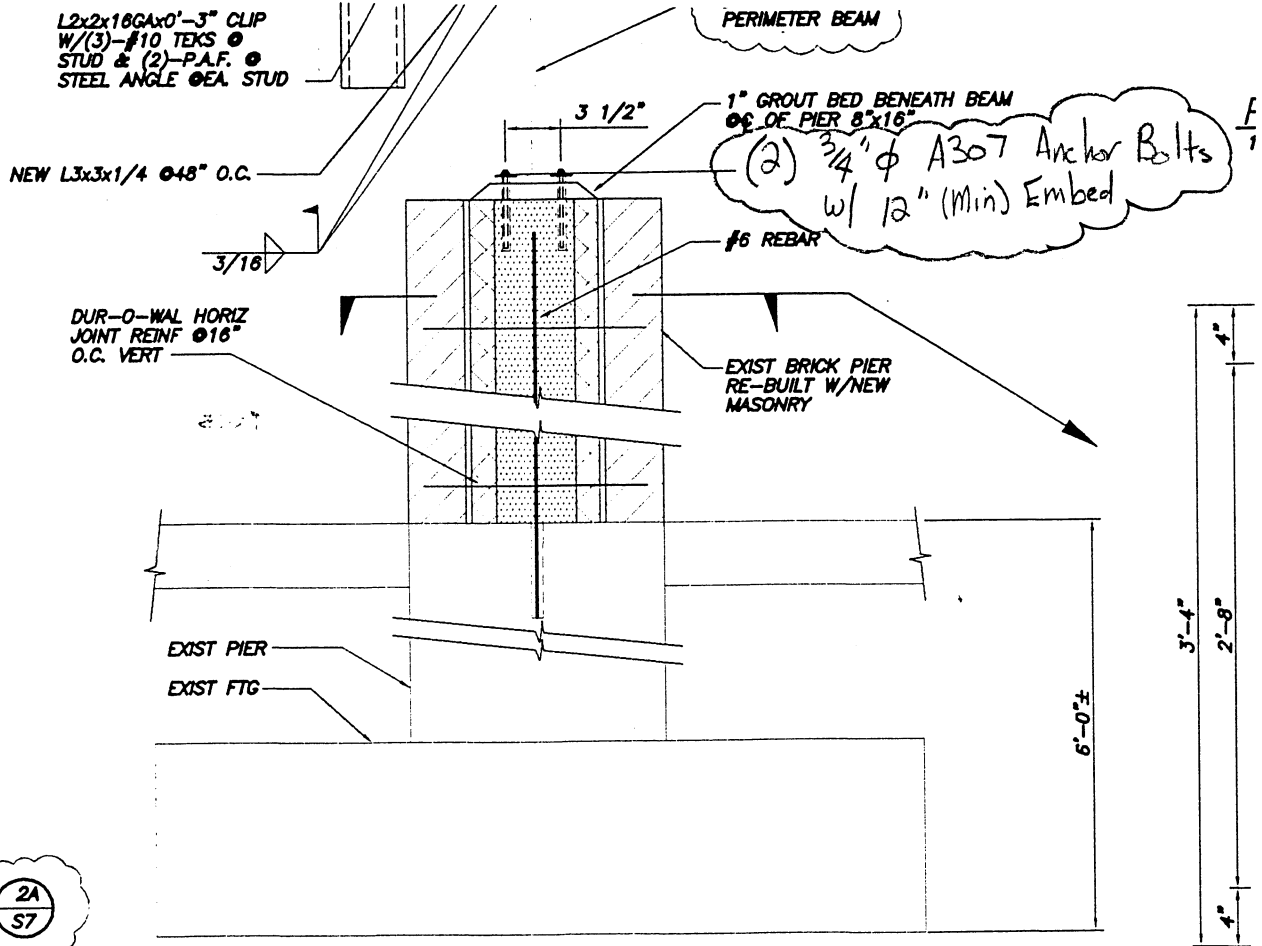 L2x2x16GAx0'-3" CLIP
W/(3)-#10 TEKS @
STUD & (2)-P.A.F. @
STEEL ANGLE @EA. STUD
PERIMETER BEAM
3 1/2"
1" GROUT BED BENEATH BEAM
@℄ OF PIER 8"x16"
(2) 3/4" φ A307 Anchor Bolts
w/ 12" (Min) Embed
NEW L3x3x1/4 @48" O.C.
3/16
#6 REBAR
DUR-O-WAL HORIZ
JOINT REINF @16"
O.C. VERT
EXIST BRICK PIER
RE-BUILT W/NEW
MASONRY
4"
3'-4"
2'-8"
EXIST PIER
EXIST FTG
6'-0"±
4"
2A
S7